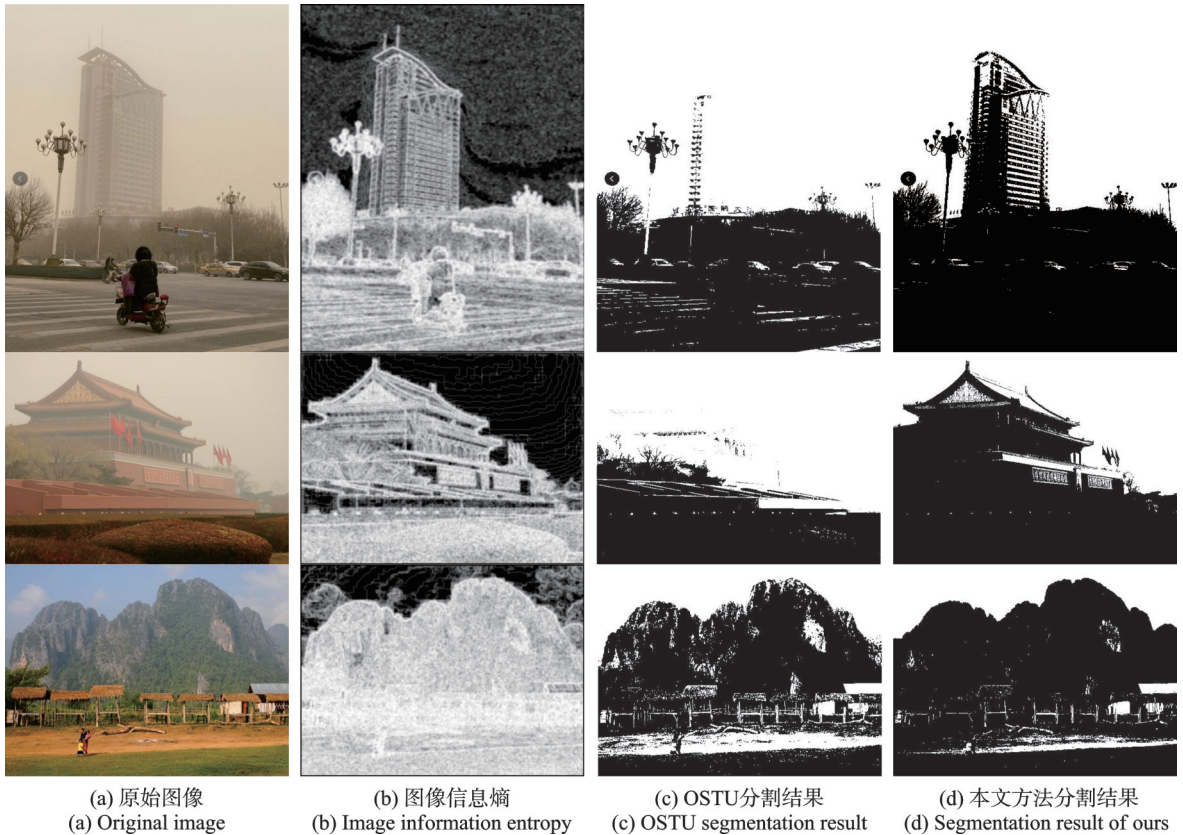 (a) 原始图像
(a) Original image
(b) 图像信息熵
(b) Image information entropy
(c) OSTU分割结果
(c) OSTU segmentation result
(d) 本文方法分割结果
(d) Segmentation result of ours